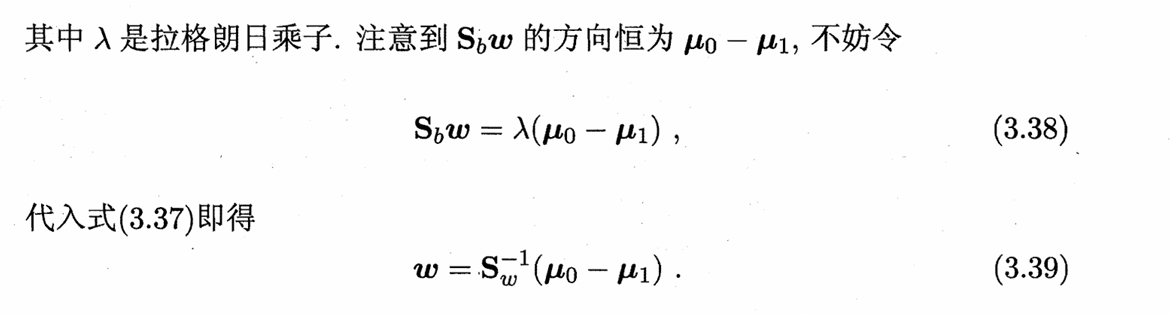 其中 λ 是拉格朗日乘子. 注意到 S_b w 的方向恒为 μ_0 − μ_1, 不妨令
S_b w = λ(μ_0 − μ_1) , (3.38)
代入式(3.37)即得
w = S_w^{-1}(μ_0 − μ_1) . (3.39)